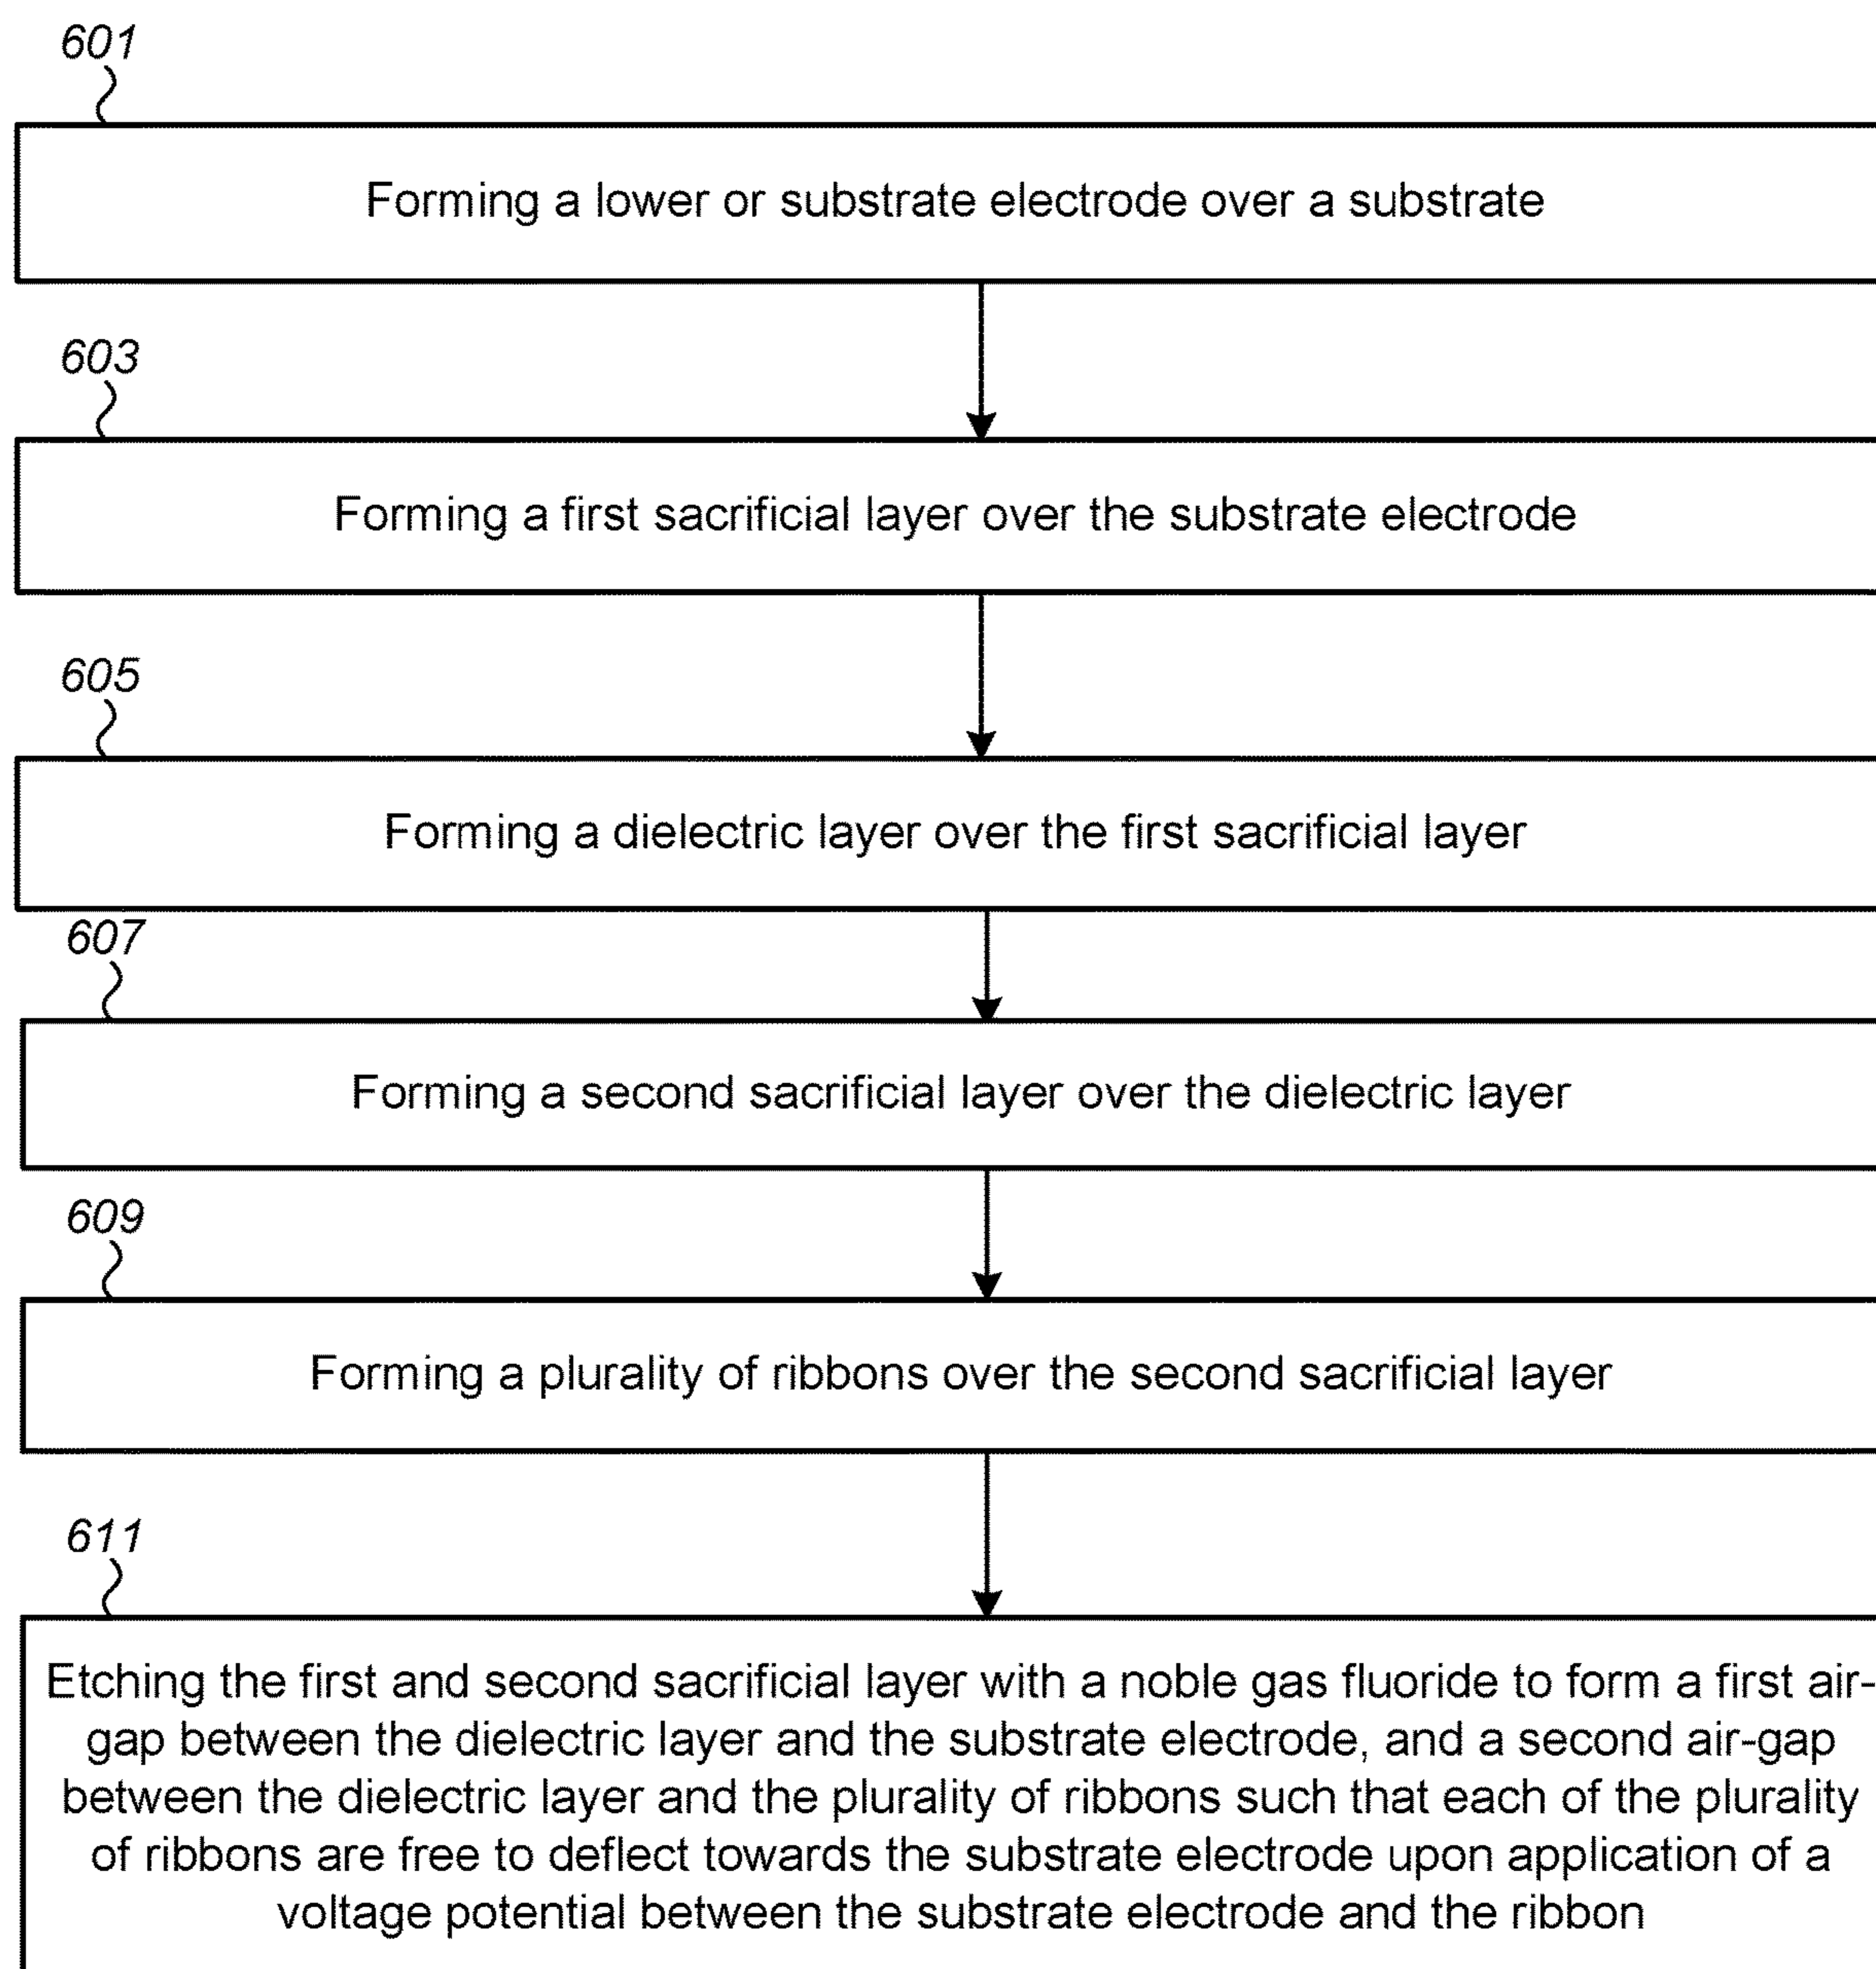 601
Forming a lower or substrate electrode over a substrate
603
Forming a first sacrificial layer over the substrate electrode
605
Forming a dielectric layer over the first sacrificial layer
607
Forming a second sacrificial layer over the dielectric layer
609
Forming a plurality of ribbons over the second sacrificial layer
611
Etching the first and second sacrificial layer with a noble gas fluoride to form a first air-
gap between the dielectric layer and the substrate electrode, and a second air-gap
between the dielectric layer and the plurality of ribbons such that each of the plurality
of ribbons are free to deflect towards the substrate electrode upon application of a
voltage potential between the substrate electrode and the ribbon